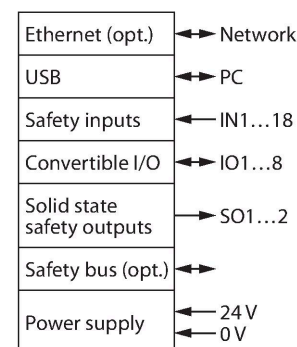 Ethernet (opt.) Network
USB PC
Safety inputs IN1...18
Convertible I/O IO1...8
Solid state
safety outputs SO1...2
Safety bus (opt.)
Power supply 24 V
0 V